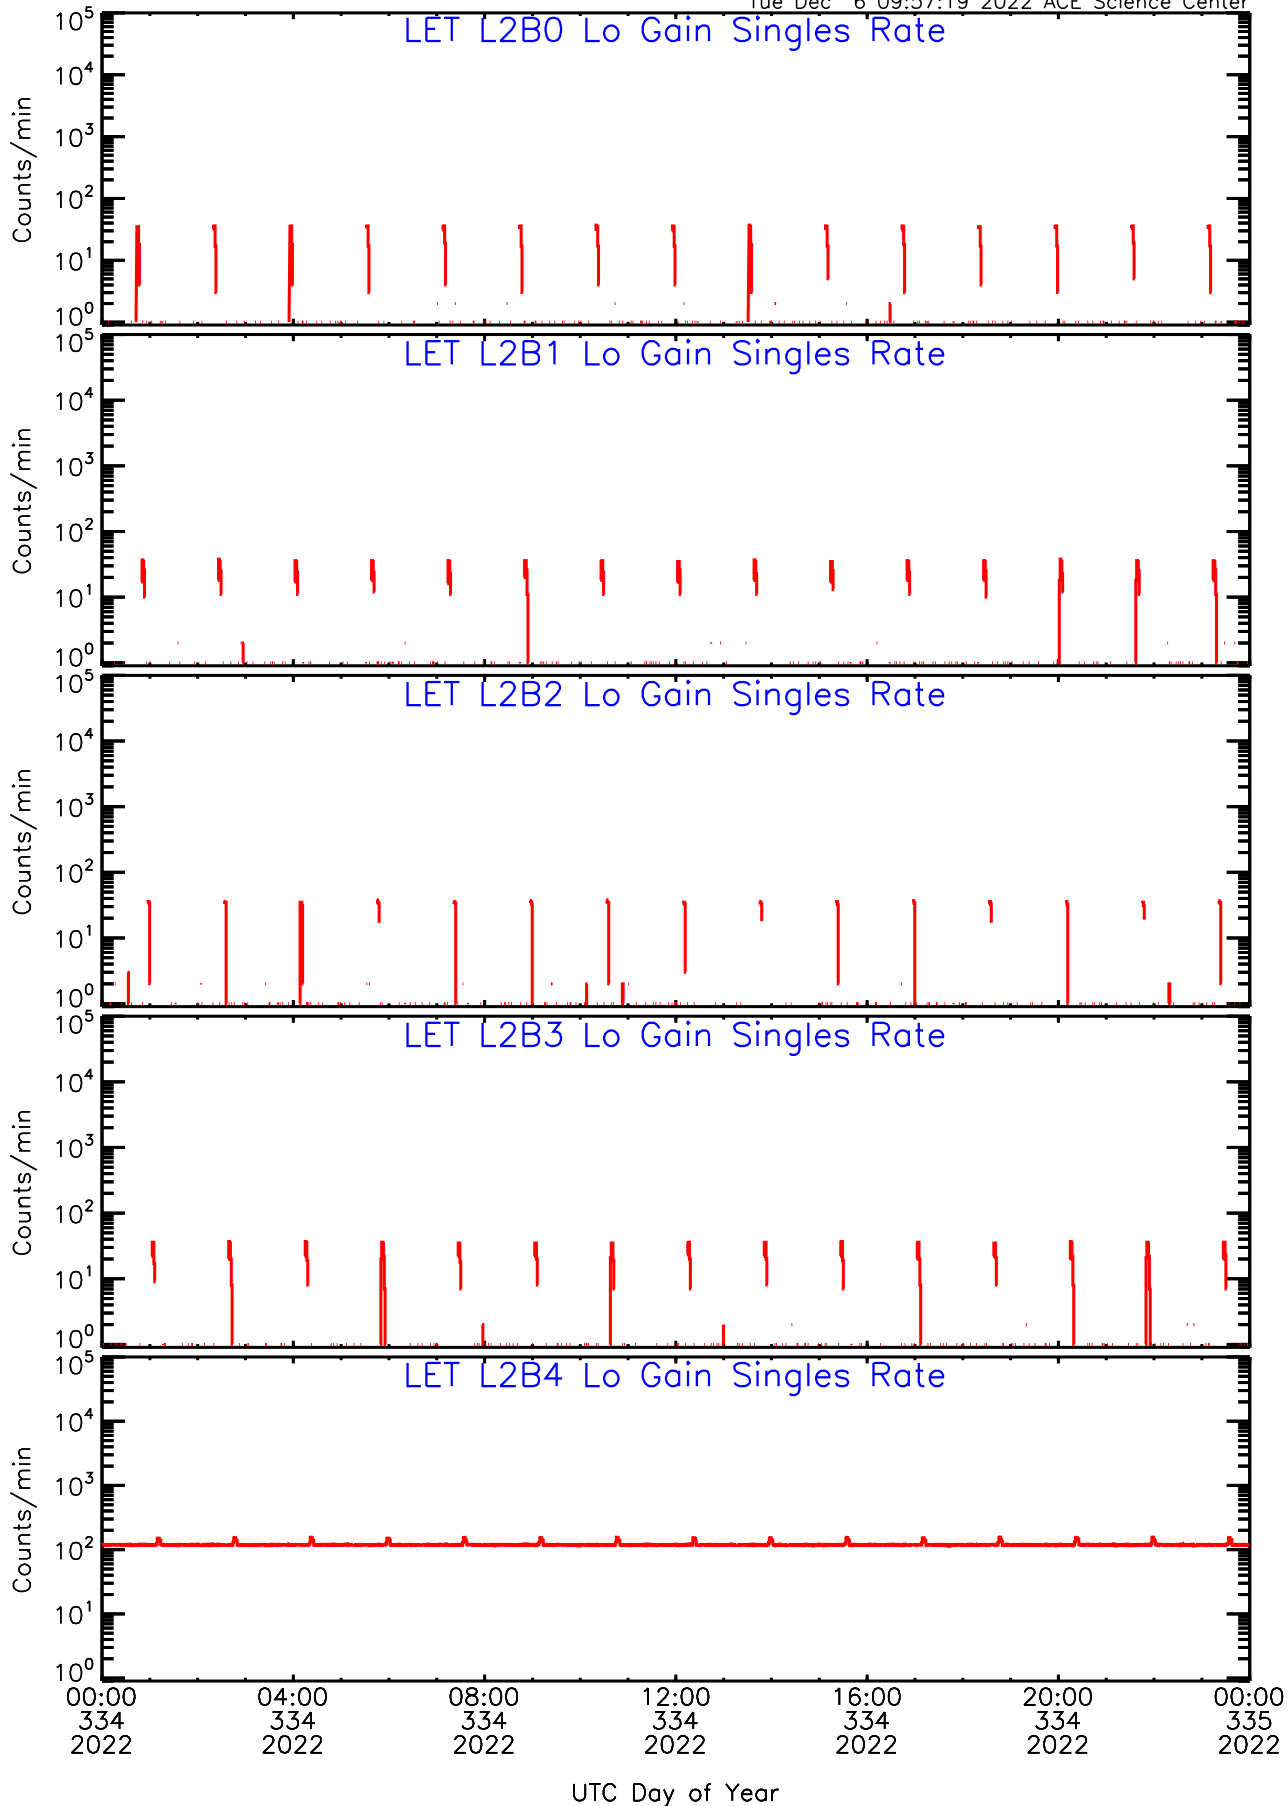 Tue Dec  6 09:57:19 2022 ACE Science Center
LET L2B0 Lo Gain Singles Rate
Counts/min
10^5
10^4
10^3
10^2
10^1
10^0
LET L2B1 Lo Gain Singles Rate
Counts/min
10^5
10^4
10^3
10^2
10^1
10^0
LET L2B2 Lo Gain Singles Rate
Counts/min
10^5
10^4
10^3
10^2
10^1
10^0
LET L2B3 Lo Gain Singles Rate
Counts/min
10^5
10^4
10^3
10^2
10^1
10^0
LET L2B4 Lo Gain Singles Rate
Counts/min
10^5
10^4
10^3
10^2
10^1
10^0
00:00 04:00 08:00 12:00 16:00 20:00 00:00
334 334 334 334 334 334 335
2022 2022 2022 2022 2022 2022 2022
UTC Day of Year